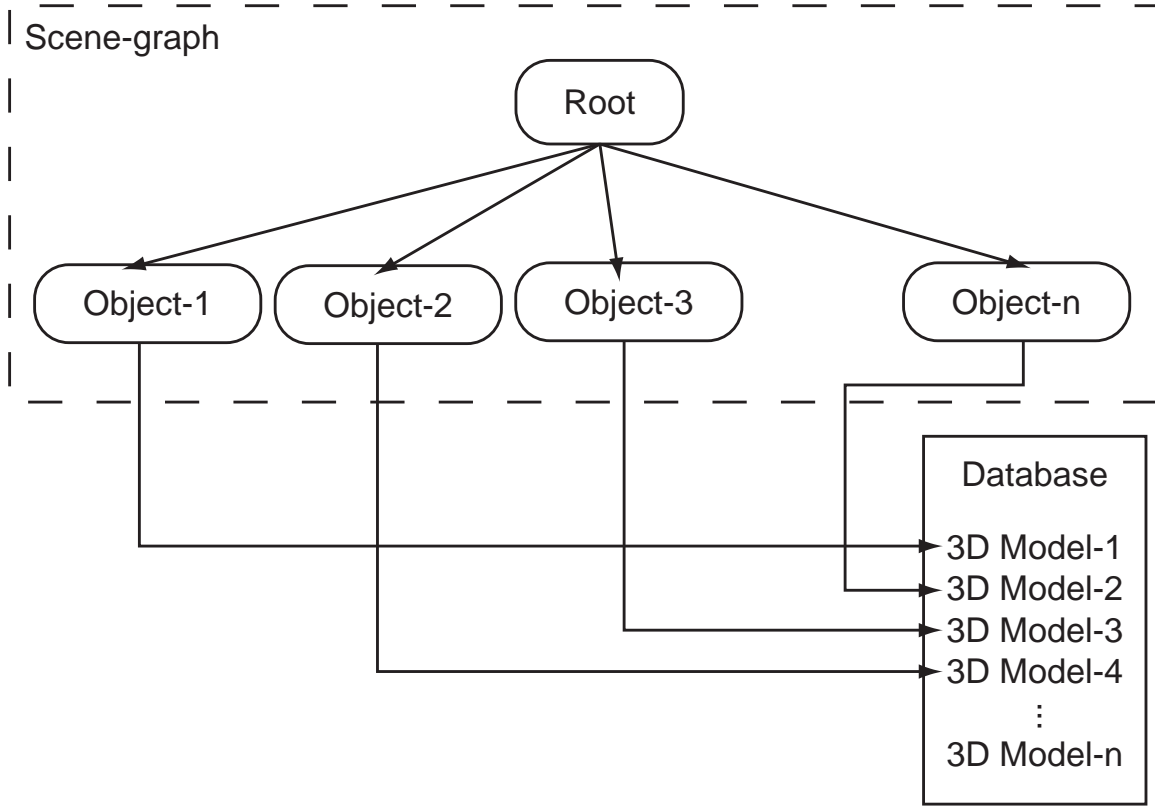 Scene-graph
Root
Object-1
Object-2
Object-3
Object-n
Database
3D Model-1
3D Model-2
3D Model-3
3D Model-4
⋮
3D Model-n